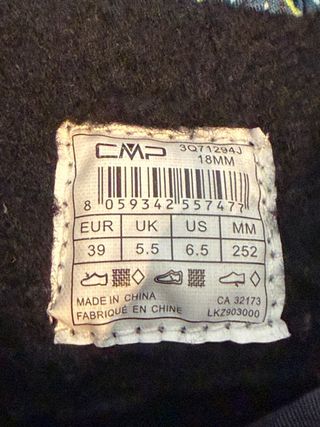 CMP 3Q71294J
18MM
8 059342 557477
EUR UK US MM
39 5.5 6.5 252
MADE IN CHINA CA 32173
FABRIQUÉ EN CHINE LKZ903000